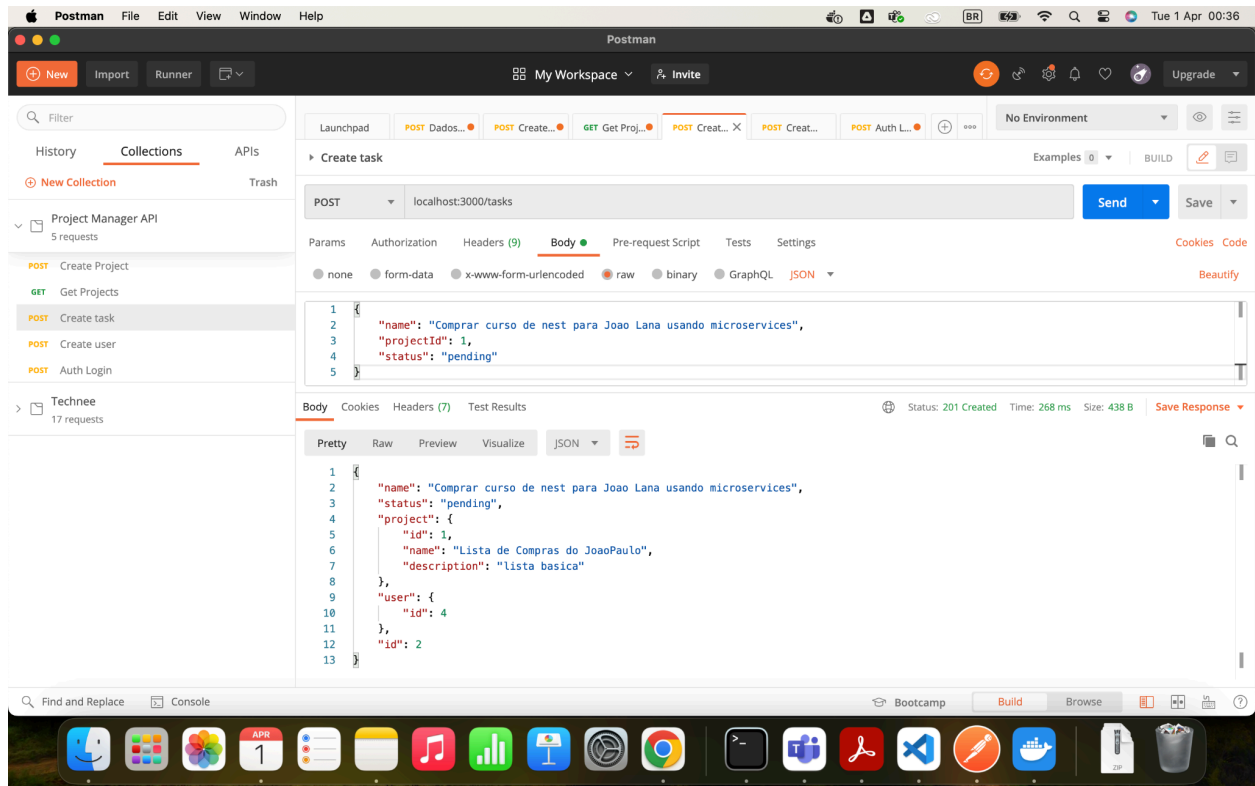 Postman File Edit View Window Help BR Tue 1 Apr 00:36
Postman
New Import Runner My Workspace Invite Upgrade
Filter
History Collections APIs
New Collection Trash
Project Manager API
5 requests
POST Create Project
GET Get Projects
POST Create task
POST Create user
POST Auth Login
Technee
17 requests
Launchpad POST Dados... POST Create... GET Get Proj... POST Creat... POST Creat... POST Auth L... No Environment
Create task Examples 0 BUILD
POST localhost:3000/tasks Send Save
Params Authorization Headers (9) Body Pre-request Script Tests Settings Cookies Code
none form-data x-www-form-urlencoded raw binary GraphQL JSON Beautify
1 {
2 "name": "Comprar curso de nest para Joao Lana usando microservices",
3 "projectId": 1,
4 "status": "pending"
5 }
Body Cookies Headers (7) Test Results Status: 201 Created Time: 268 ms Size: 438 B Save Response
Pretty Raw Preview Visualize JSON
1 {
2 "name": "Comprar curso de nest para Joao Lana usando microservices",
3 "status": "pending",
4 "project": {
5 "id": 1,
6 "name": "Lista de Compras do JoaoPaulo",
7 "description": "lista basica"
8 },
9 "user": {
10 "id": 4
11 },
12 "id": 2
13 }
Find and Replace Console Bootcamp Build Browse
APR
1
ZIP